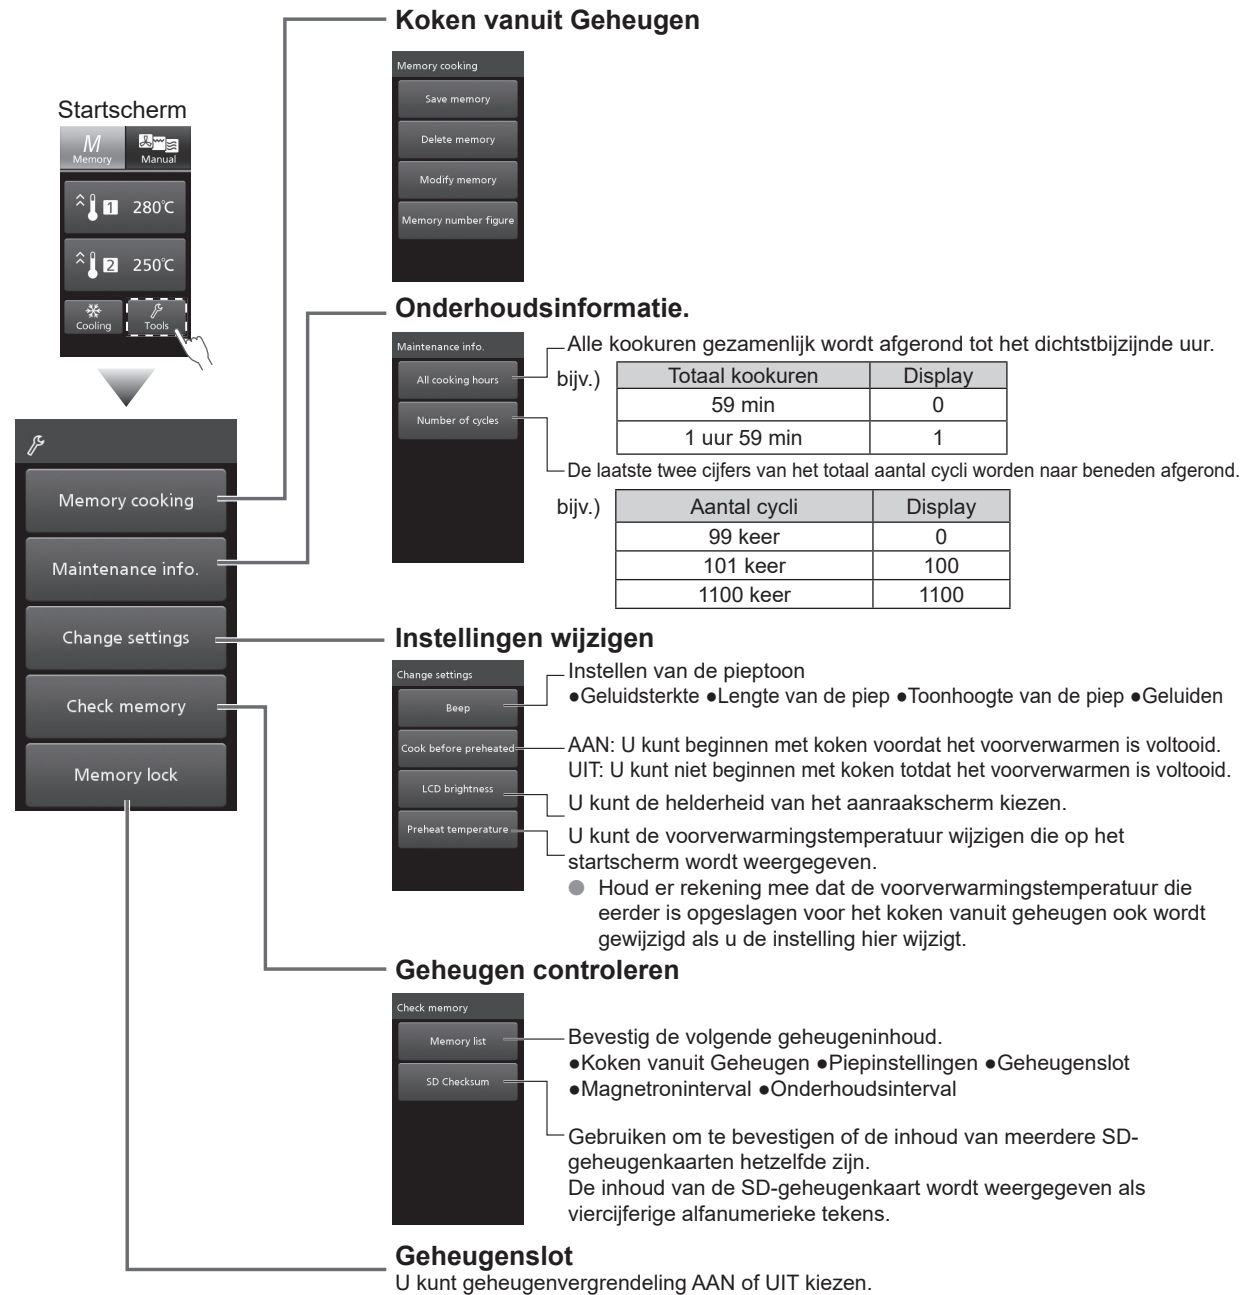 Koken vanuit Geheugen
Memory cooking
Save memory
Delete memory
Modify memory
Memory number figure
Startscherm
M
Memory
Manual
1 280℃
2 250℃
Cooling
Tools
Memory cooking
Maintenance info.
Change settings
Check memory
Memory lock
Onderhoudsinformatie.
Maintenance info.
All cooking hours
Number of cycles
Alle kookuren gezamenlijk wordt afgerond tot het dichtstbijzijnde uur.
bijv.)
Totaal kookuren Display
59 min 0
1 uur 59 min 1
De laatste twee cijfers van het totaal aantal cycli worden naar beneden afgerond.
bijv.)
Aantal cycli Display
99 keer 0
101 keer 100
1100 keer 1100
Instellingen wijzigen
Change settings
Beep
Cook before preheated
LCD brightness
Preheat temperature
Instellen van de pieptoon
●Geluidsterkte ●Lengte van de piep ●Toonhoogte van de piep ●Geluiden
AAN: U kunt beginnen met koken voordat het voorverwarmen is voltooid.
UIT: U kunt niet beginnen met koken totdat het voorverwarmen is voltooid.
U kunt de helderheid van het aanraakscherm kiezen.
U kunt de voorverwarmingstemperatuur wijzigen die op het
startscherm wordt weergegeven.
● Houd er rekening mee dat de voorverwarmingstemperatuur die
eerder is opgeslagen voor het koken vanuit geheugen ook wordt
gewijzigd als u de instelling hier wijzigt.
Geheugen controleren
Check memory
Memory list
SD Checksum
Bevestig de volgende geheugeninhoud.
●Koken vanuit Geheugen ●Piepinstellingen ●Geheugenslot
●Magnetroninterval ●Onderhoudsinterval
Gebruiken om te bevestigen of de inhoud van meerdere SD-
geheugenkaarten hetzelfde zijn.
De inhoud van de SD-geheugenkaart wordt weergegeven als
viercijferige alfanumerieke tekens.
Geheugenslot
U kunt geheugenvergrendeling AAN of UIT kiezen.